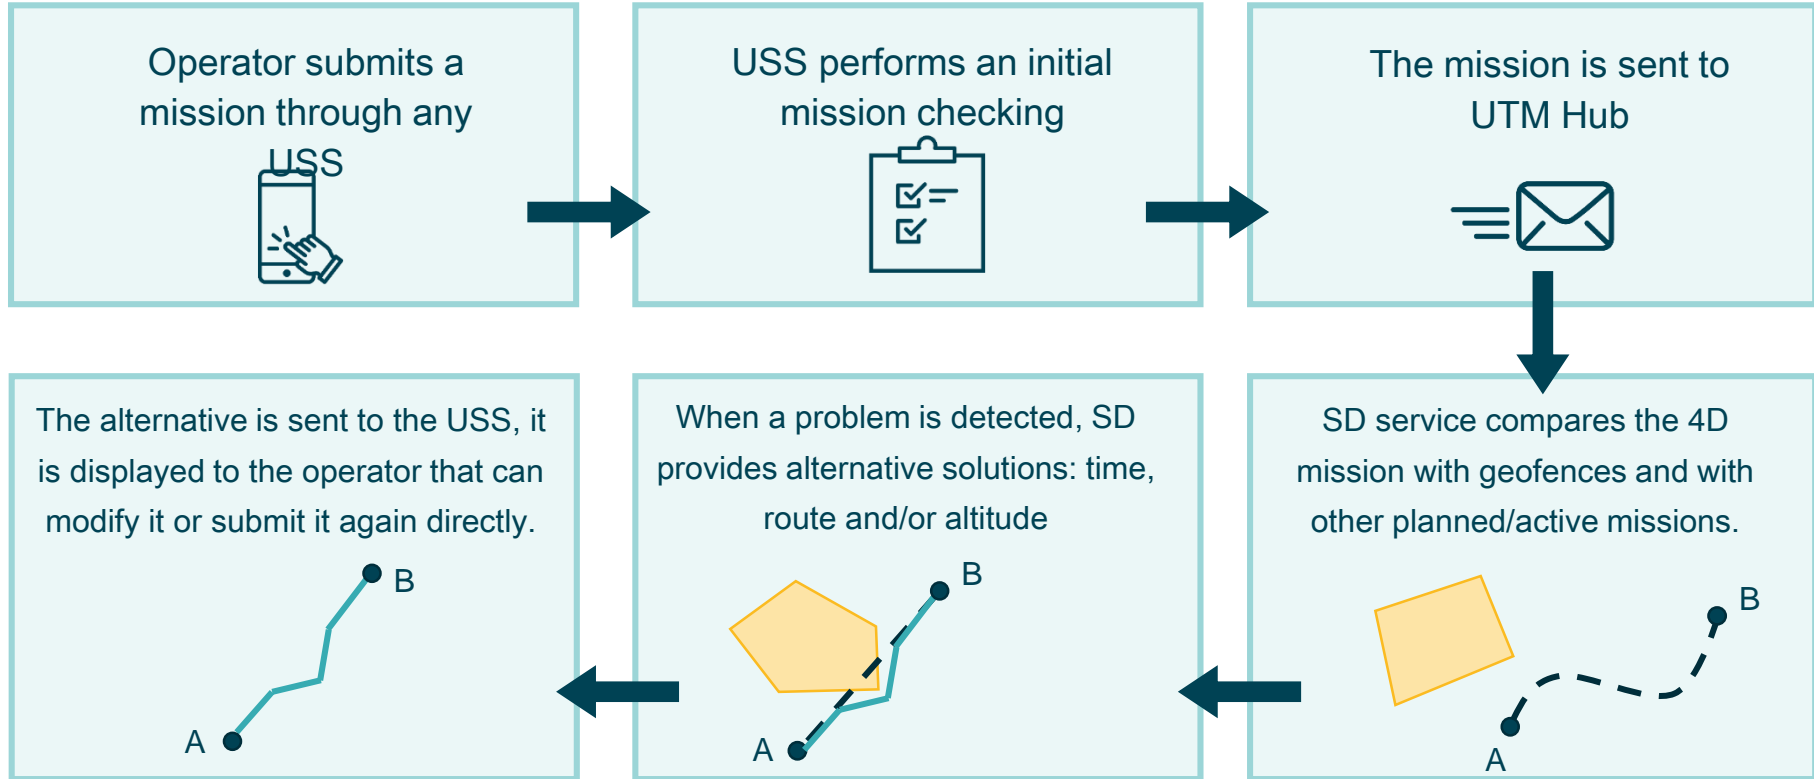 Operator submits a
mission through any
USS
USS performs an initial
mission checking
The mission is sent to
UTM Hub
SD service compares the 4D
mission with geofences and with
other planned/active missions.
B
A
When a problem is detected, SD
provides alternative solutions: time,
route and/or altitude
B
A
The alternative is sent to the USS, it
is displayed to the operator that can
modify it or submit it again directly.
B
A